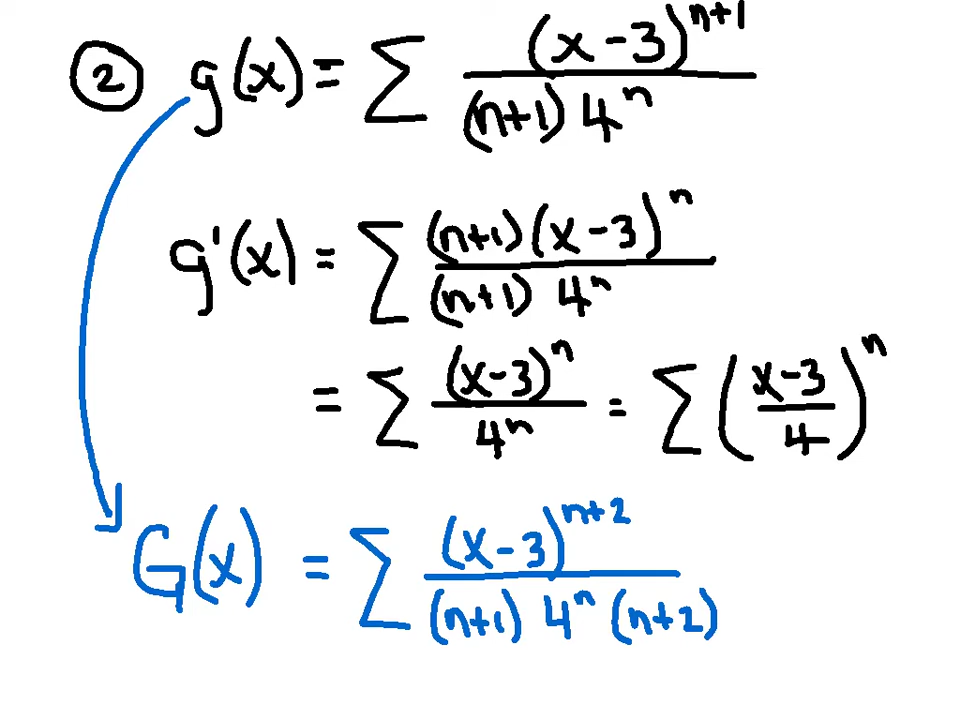 ② g(x) = ∑ (x-3)^{n+1} / (n+1) 4^n
g'(x) = ∑ (n+1)(x-3)^n / (n+1) 4^n
= ∑ (x-3)^n / 4^n = ∑ ((x-3)/4)^n
G(x) = ∑ (x-3)^{n+2} / (n+1) 4^n (n+2)